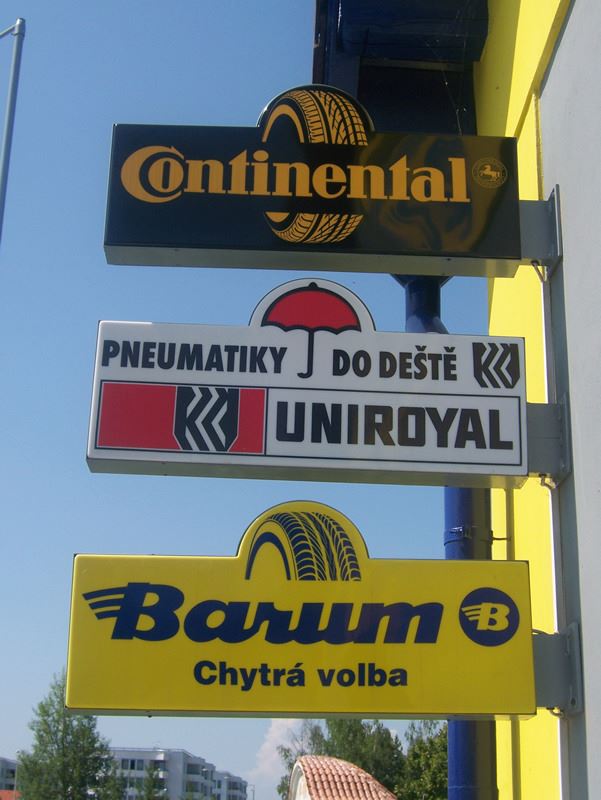 Continental
PNEUMATIKY DO DEŠTĚ
UNIROYAL
Barum B
Chytrá volba